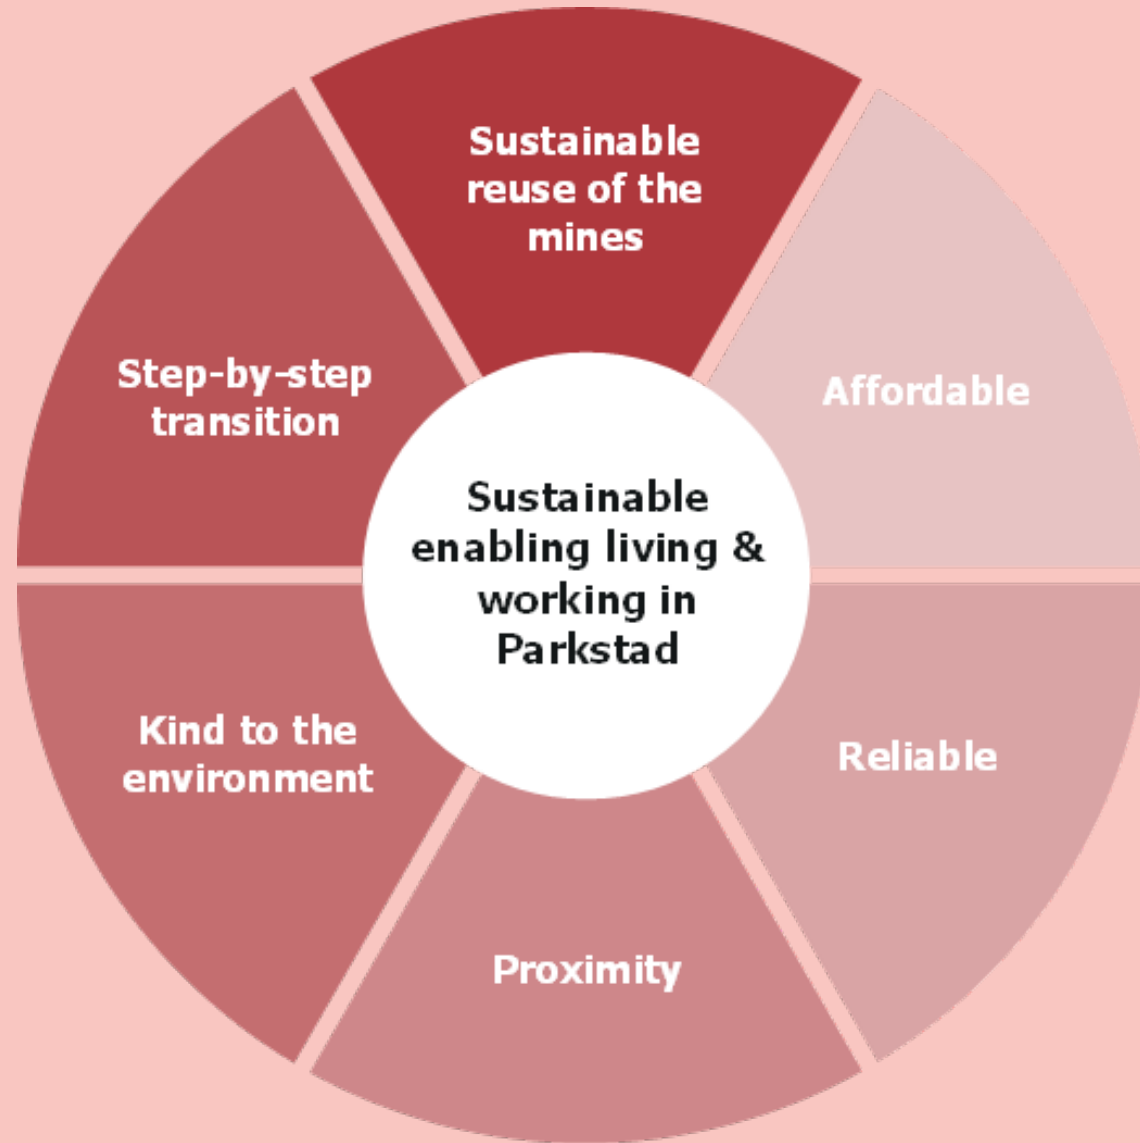 Sustainable
reuse of the
mines
Affordable
Reliable
Proximity
Kind to the
environment
Step-by-step
transition
Sustainable
enabling living &
working in
Parkstad